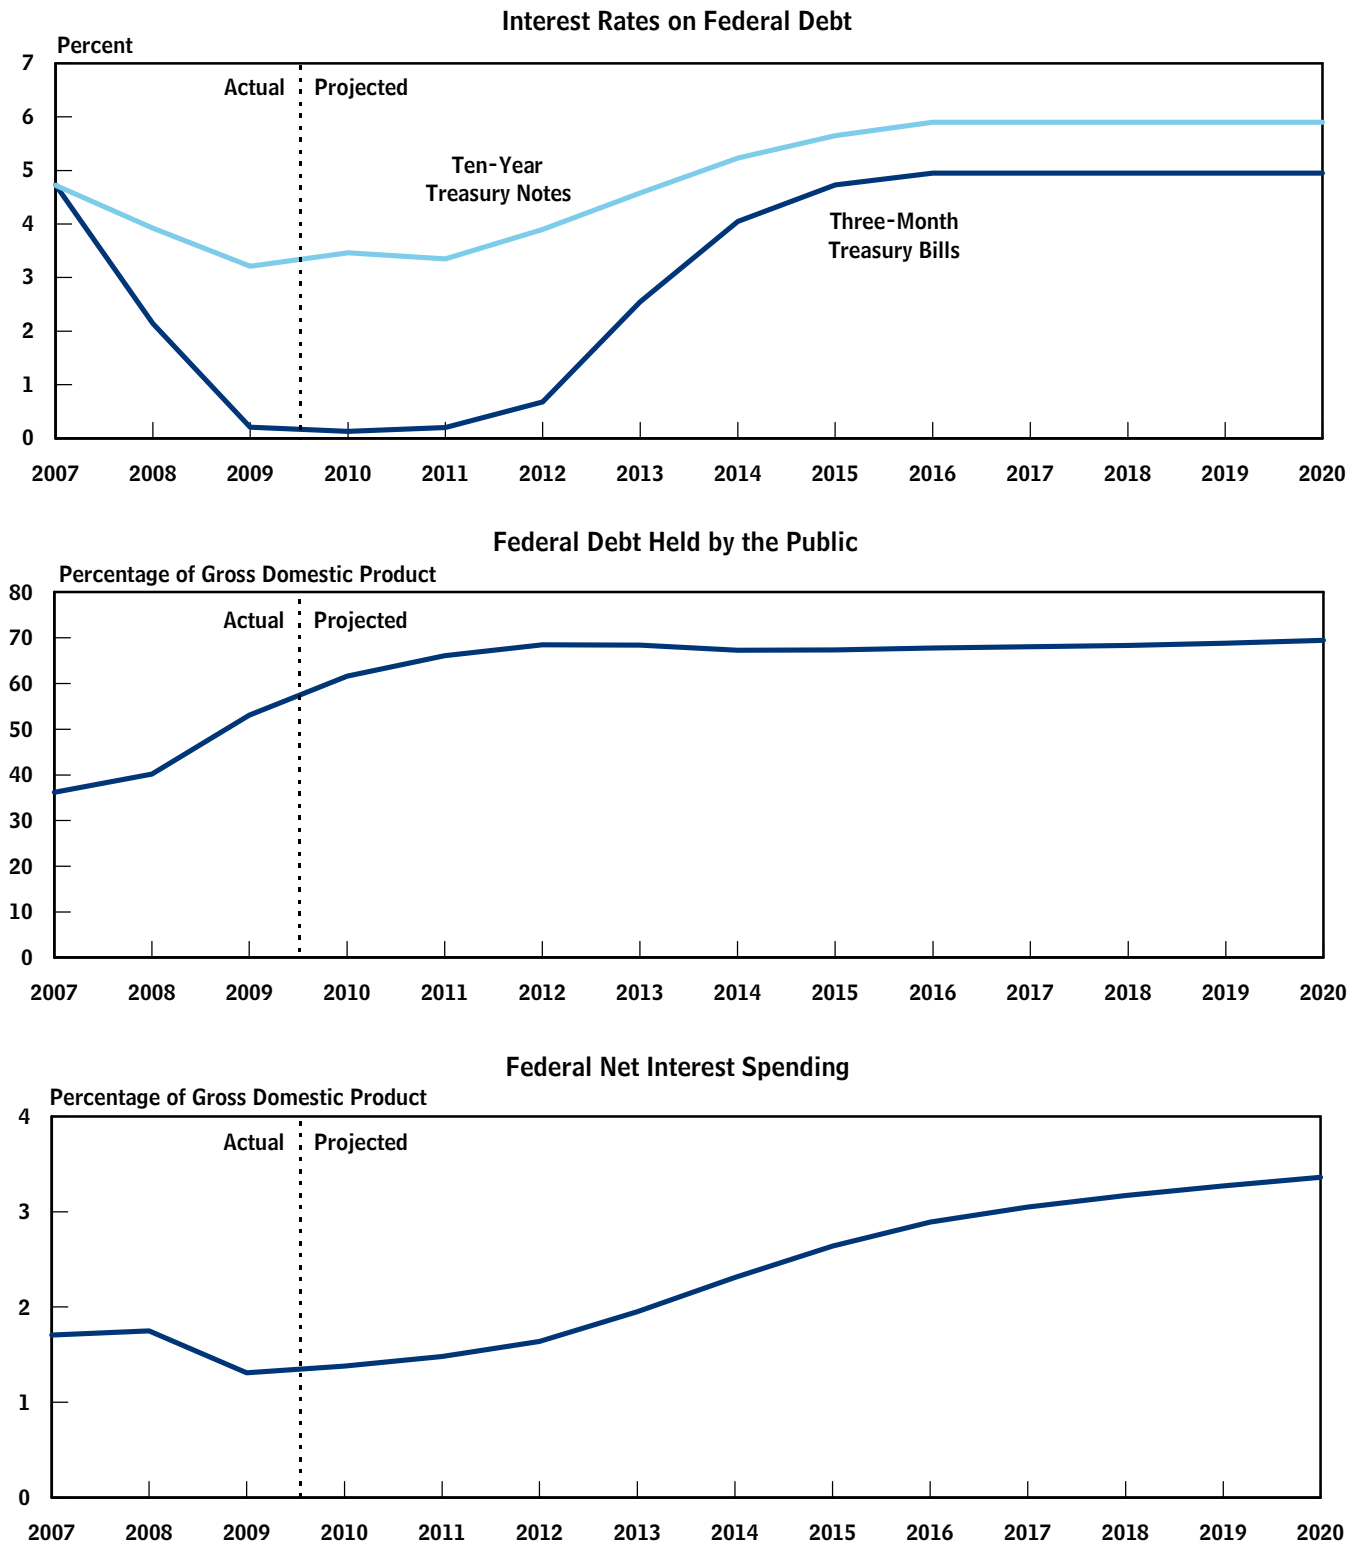 Interest Rates on Federal Debt
Percent
7
Actual Projected
6
Ten-Year
Treasury Notes
5
4
Three-Month
Treasury Bills
3
2
1
0
2007 2008 2009 2010 2011 2012 2013 2014 2015 2016 2017 2018 2019 2020
Federal Debt Held by the Public
Percentage of Gross Domestic Product
80
Actual Projected
70
60
50
40
30
20
10
0
2007 2008 2009 2010 2011 2012 2013 2014 2015 2016 2017 2018 2019 2020
Federal Net Interest Spending
Percentage of Gross Domestic Product
4
Actual Projected
3
2
1
0
2007 2008 2009 2010 2011 2012 2013 2014 2015 2016 2017 2018 2019 2020